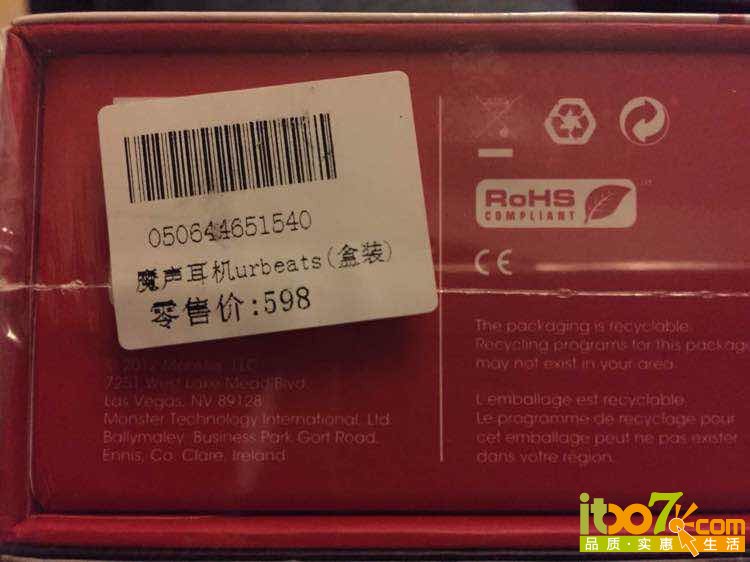 050644651540
魔声耳机urbeats(盒装)
零售价:598
© 2012 Monster, LLC
7251 West Lake Mead Blvd.
Las Vegas, NV 89128
Monster Technology International, Ltd.
Ballymaley, Business Park Gort Road,
Ennis, Co. Clare, Ireland
RoHS
COMPLIANT
CE
The packaging is recyclable.
Recycling programs for this package
may not exist in your area.
L'emballage est recyclable.
Le programme de recyclage pour
cet emballage peut ne pas exister
dans votre région.
itbo7.com
品质·实惠·生活